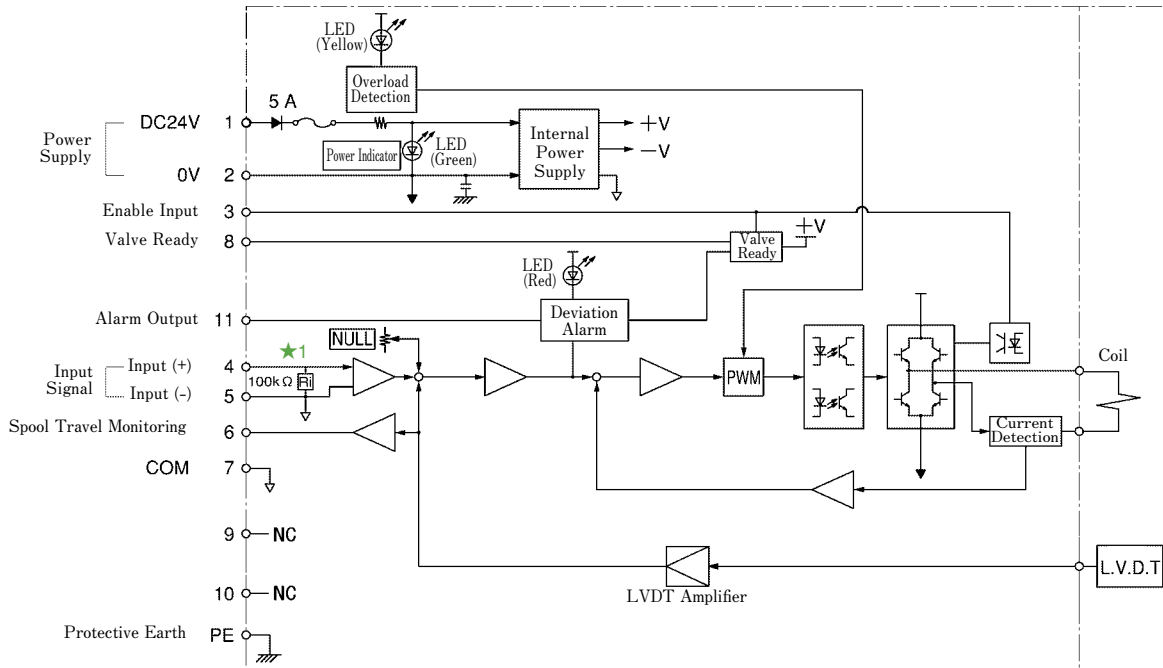 LED
(Yellow)
Overload
Detection
5 A
Power
Supply
DC24V 1
0V 2
Power Indicator
LED
(Green)
Internal
Power
Supply
+V
-V
Enable Input 3
Valve Ready 8
Valve
Ready
+V
LED
(Red)
Alarm Output 11
Deviation
Alarm
NULL
★1
Input
Signal
Input (+) 4
100kΩ Ri
Input (-) 5
PWM
Coil
Spool Travel Monitoring 6
Current
Detection
COM 7
9 NC
L.V.D.T
LVDT Amplifier
10 NC
Protective Earth PE